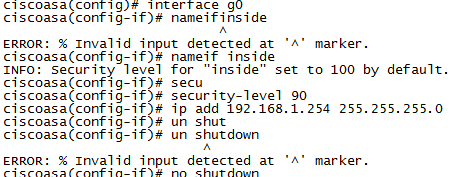 ciscoasa(config)# interface g0
ciscoasa(config-if)# nameifinside
^
ERROR: % Invalid input detected at '^' marker.
ciscoasa(config-if)# nameif inside
INFO: Security level for "inside" set to 100 by default.
ciscoasa(config-if)# secu
ciscoasa(config-if)# security-level 90
ciscoasa(config-if)# ip add 192.168.1.254 255.255.255.0
ciscoasa(config-if)# un shut
ciscoasa(config-if)# un shutdown
^
ERROR: % Invalid input detected at '^' marker.
ciscoasa(config-if)# no shutdown